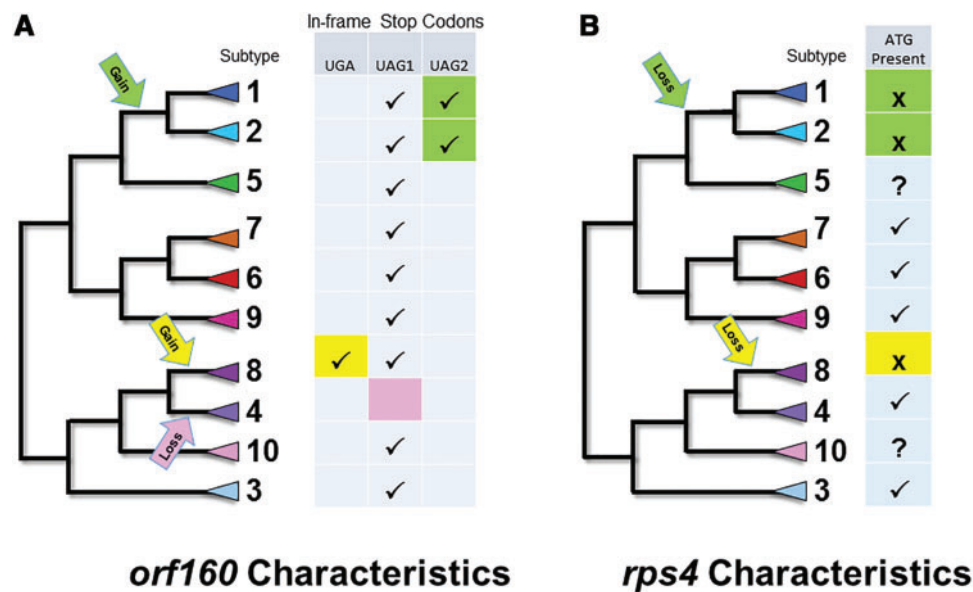 A
In-frame Stop Codons
Subtype
UGA UAG1 UAG2
Gain
1 ✓ ✓
2 ✓ ✓
5 ✓
7 ✓
6 ✓
9 ✓
Gain
8 ✓ ✓
4
Loss
10 ✓
3 ✓
orf160 Characteristics
B
Subtype
ATG
Present
Loss
1 x
2 x
5 ?
7 ✓
6 ✓
9 ✓
Loss
8 x
4 ✓
10 ?
3 ✓
rps4 Characteristics